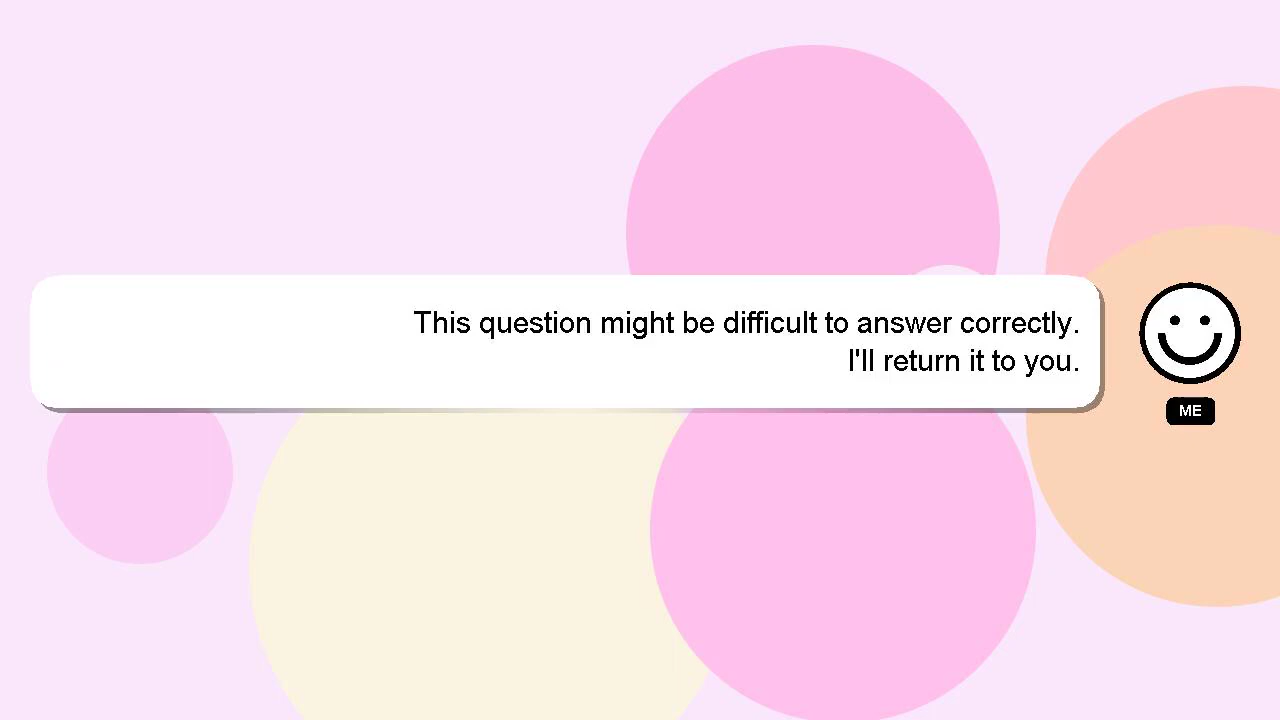 This question might be difficult to answer correctly.
I'll return it to you.
ME